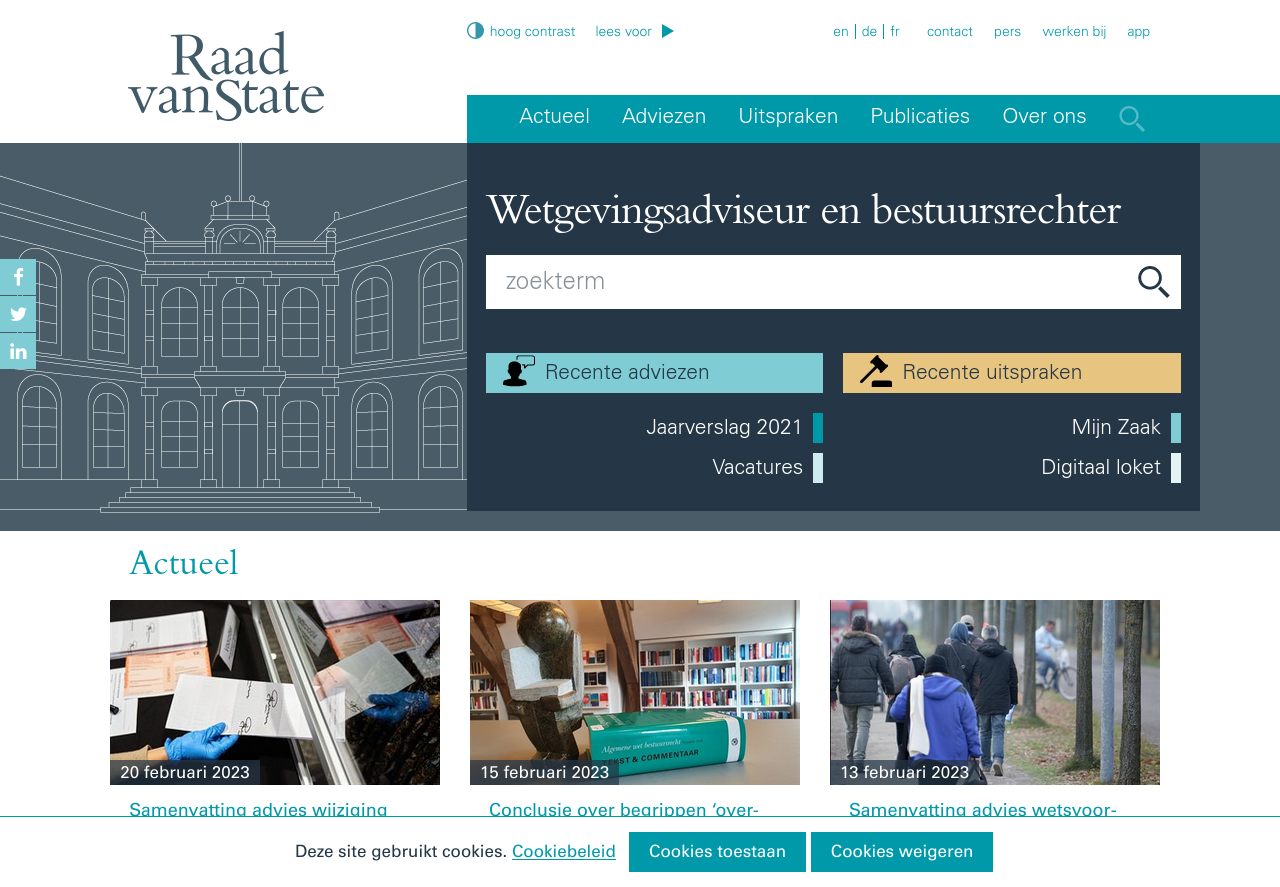 Raad
vanState
hoog contrast
lees voor
en | de | fr
contact
pers
werken bij
app
Actueel
Adviezen
Uitspraken
Publicaties
Over ons
Wetgevingsadviseur en bestuursrechter
zoekterm
Recente adviezen
Recente uitspraken
Jaarverslag 2021
Mijn Zaak
Vacatures
Digitaal loket
Actueel
Algemene wet bestuursrecht
TEKST & COMMENTAAR
20 februari 2023
15 februari 2023
13 februari 2023
Samenvatting advies wijziging
Conclusie over begrippen ‘over-
Samenvatting advies wetsvoor-
Deze site gebruikt cookies. Cookiebeleid
Cookies toestaan
Cookies weigeren